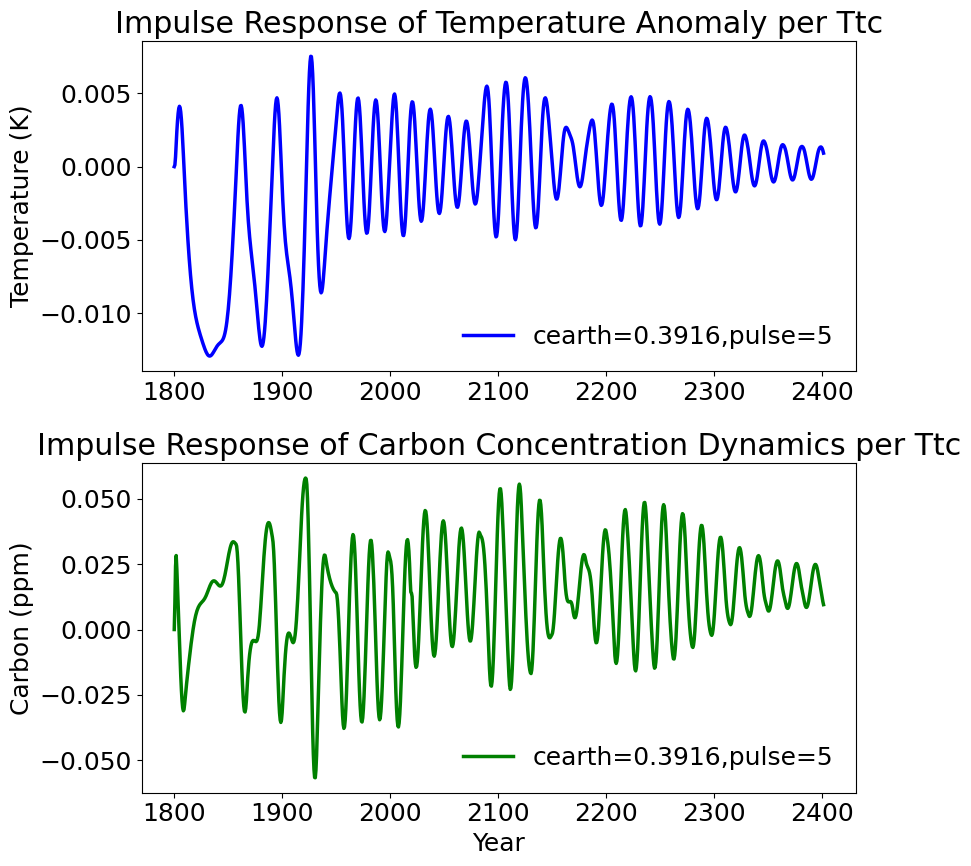 Impulse Response of Temperature Anomaly per Ttc
Temperature (K)
0.005
0.000
−0.005
−0.010
cearth=0.3916,pulse=5
1800 1900 2000 2100 2200 2300 2400
Impulse Response of Carbon Concentration Dynamics per Ttc
Carbon (ppm)
0.050
0.025
0.000
−0.025
−0.050
cearth=0.3916,pulse=5
1800 1900 2000 2100 2200 2300 2400
Year